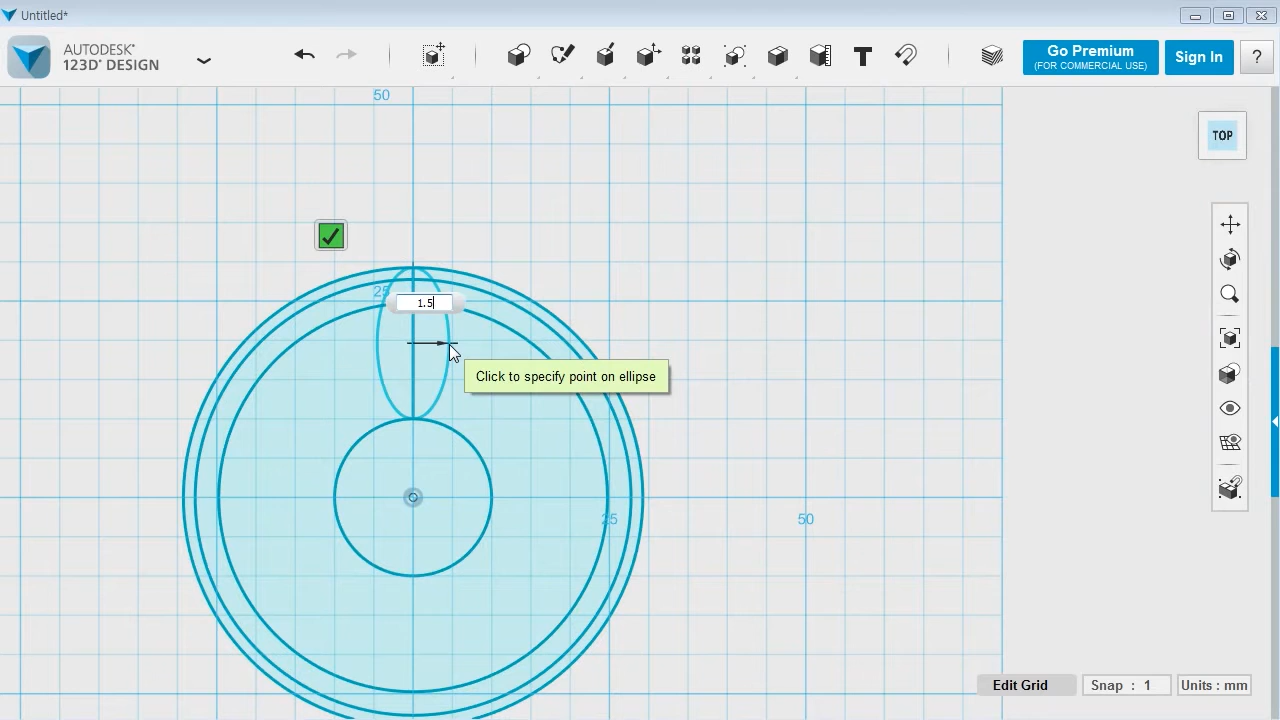 Untitled*
AUTODESK®
123D® DESIGN
Go Premium
(FOR COMMERCIAL USE)
Sign In
?
50
TOP
25
1.5
Click to specify point on ellipse
25
50
Edit Grid
Snap : 1
Units : mm